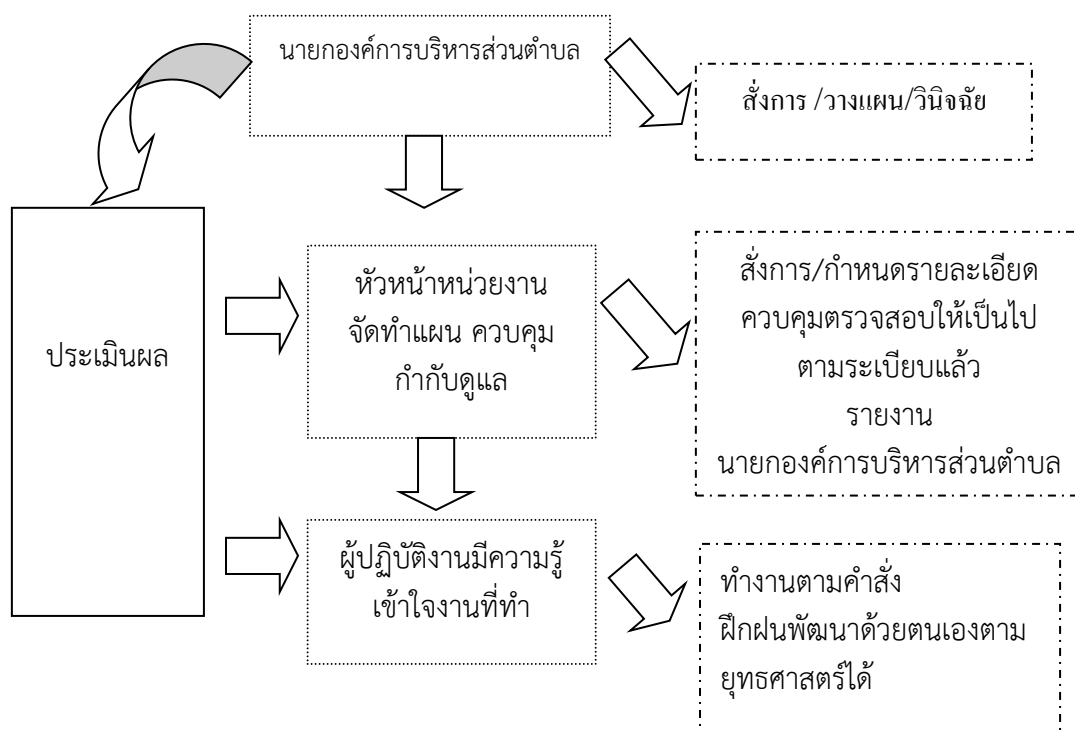 นายกองค์การบริหารส่วนตำบล
สั่งการ /วางแผน/วินิจฉัย
ประเมินผล
หัวหน้าหน่วยงาน
จัดทำแผน ควบคุม
กำกับดูแล
สั่งการ/กำหนดรายละเอียด
ควบคุมตรวจสอบให้เป็นไป
ตามระเบียบแล้ว
รายงาน
นายกองค์การบริหารส่วนตำบล
ผู้ปฏิบัติงานมีความรู้
เข้าใจงานที่ทำ
ทำงานตามคำสั่ง
ฝึกฝนพัฒนาด้วยตนเองตาม
ยุทธศาสตร์ได้